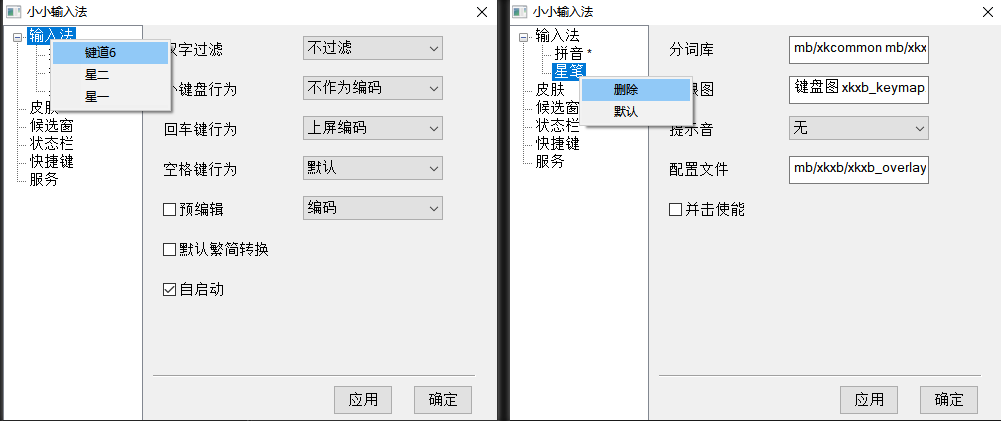 小小输入法
输入法
键道6
星二
星一
皮肤
候选窗
状态栏
快捷键
服务
汉字过滤
不过滤
小键盘行为
不作为编码
回车键行为
上屏编码
空格键行为
默认
预编辑
编码
默认繁简转换
自启动
应用
确定
小小输入法
输入法
拼音 *
星笔
删除
默认
皮肤
候选窗
状态栏
快捷键
服务
分词库
mb/xkcommon mb/xkx
根图
键盘图 xkxb_keymap
提示音
无
配置文件
mb/xkxb/xkxb_overlay
并击使能
应用
确定